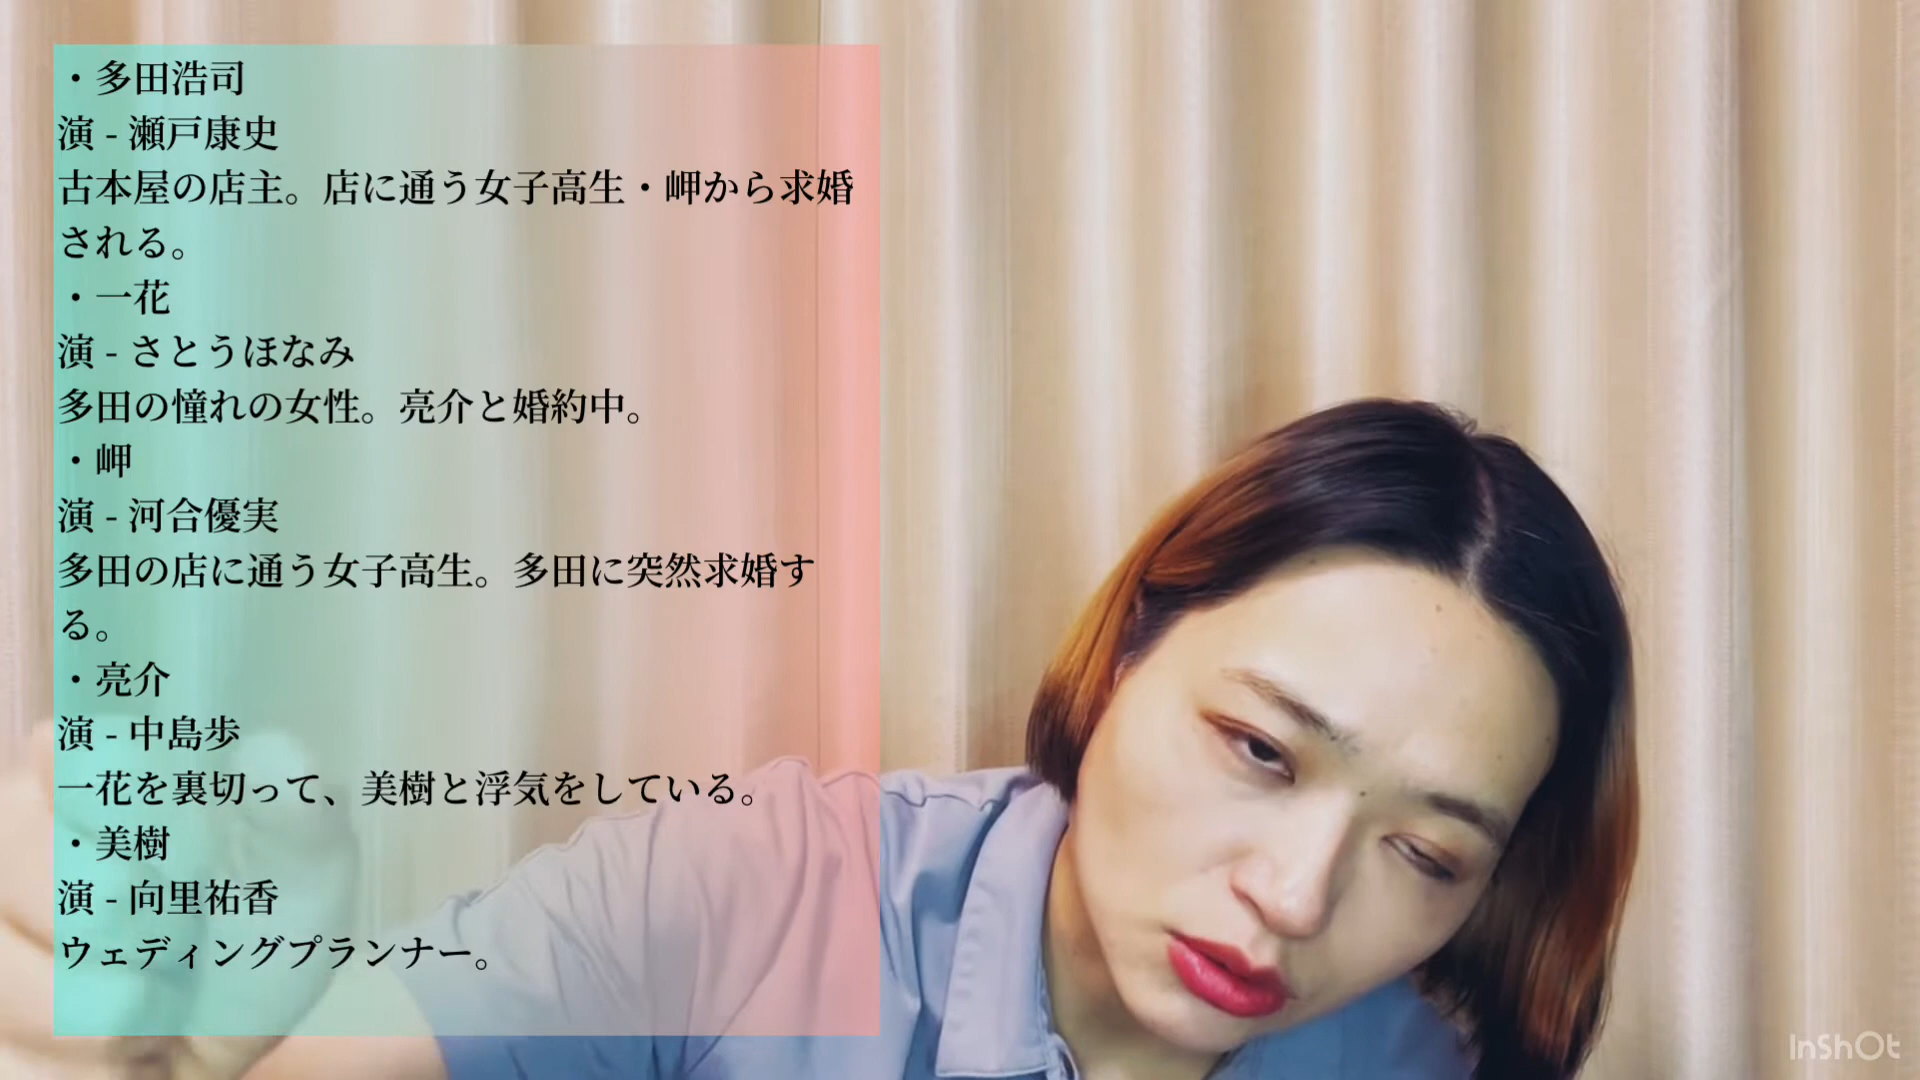 ・多田浩司
演 - 瀬戸康史
古本屋の店主。店に通う女子高生・岬から求婚
される。
・一花
演 - さとうほなみ
多田の憧れの女性。亮介と婚約中。
・岬
演 - 河合優実
多田の店に通う女子高生。多田に突然求婚す
る。
・亮介
演 - 中島歩
一花を裏切って、美樹と浮気をしている。
・美樹
演 - 向里祐香
ウェディングプランナー。
InShOt